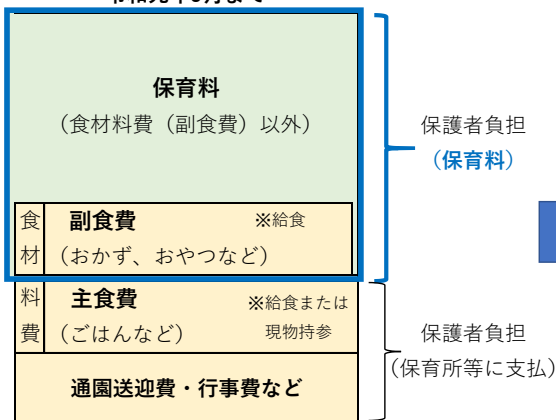 保育料
(食材料費（副食費）以外)
保護者負担
（保育料）
食 副食費 ※給食
材 （おかず、おやつなど）
料 主食費 ※給食または
費 （ごはんなど） 現物持参
保護者負担
（保育所等に支払）
通園送迎費・行事費など